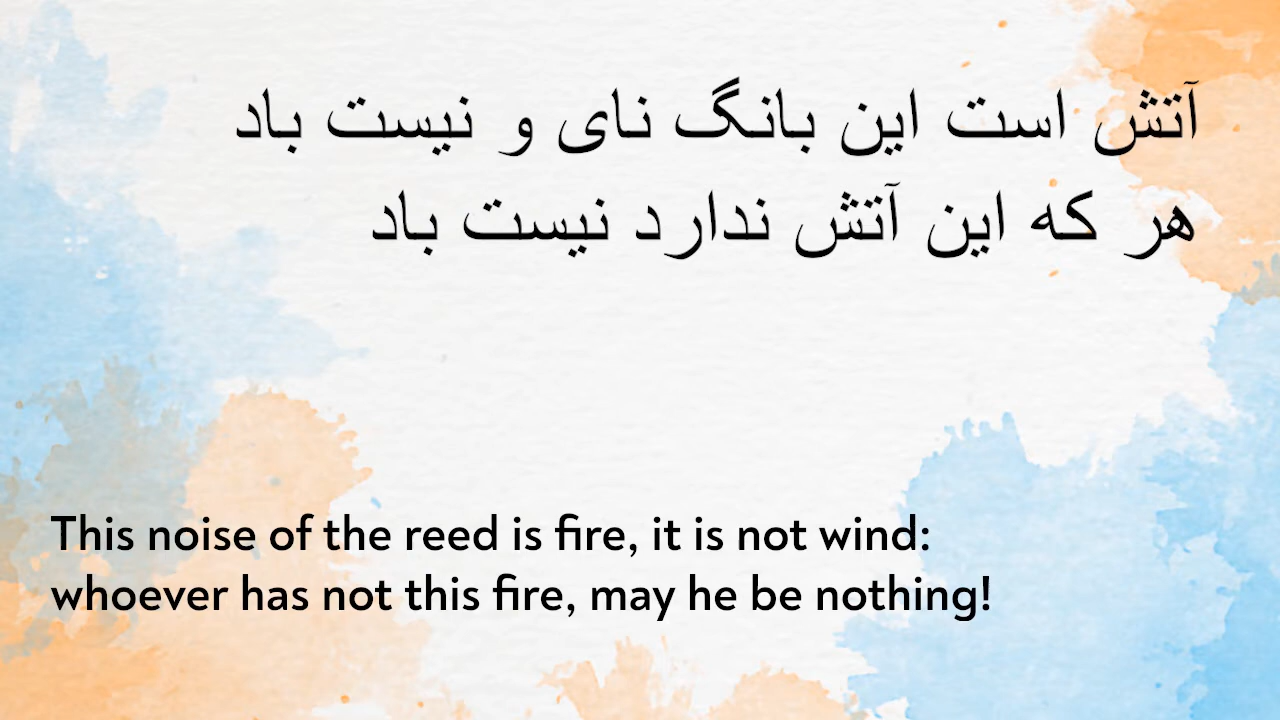 آتش است این بانگ نای و نیست باد
هر که این آتش ندارد نیست باد
This noise of the reed is fire, it is not wind:
whoever has not this fire, may he be nothing!